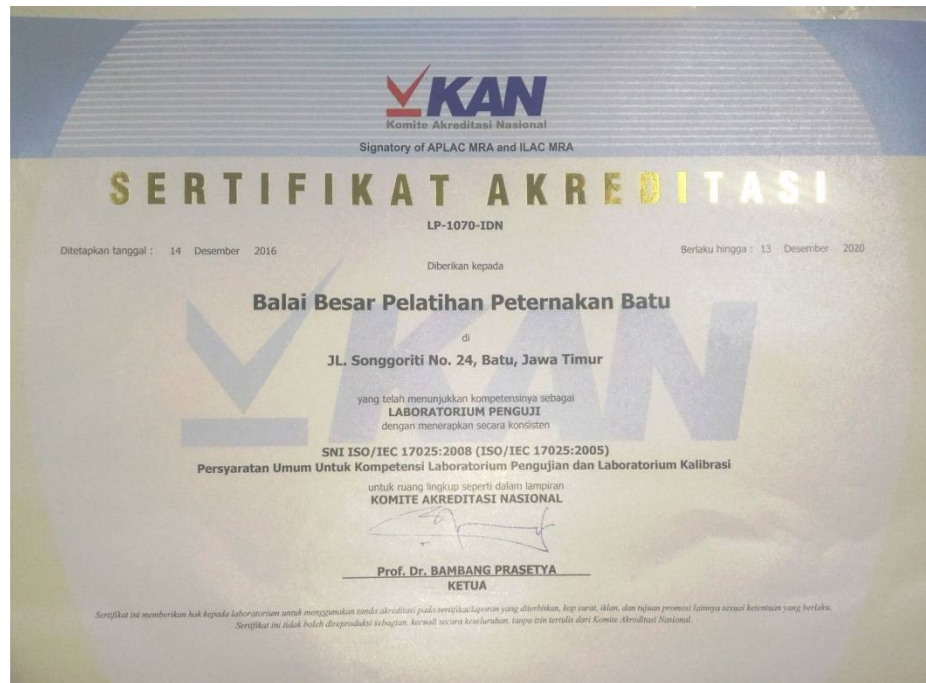 KAN
Komite Akreditasi Nasional
Signatory of APLAC MRA and ILAC MRA
SERTIFIKAT AKREDITASI
LP-1070-IDN
Ditetapkan tanggal : 14 Desember 2016
Berlaku hingga : 13 Desember 2020
Diberikan kepada
Balai Besar Pelatihan Peternakan Batu
di
JL. Songgoriti No. 24, Batu, Jawa Timur
yang telah menunjukkan kompetensinya sebagai
LABORATORIUM PENGUJI
dengan menerapkan secara konsisten
SNI ISO/IEC 17025:2008 (ISO/IEC 17025:2005)
Persyaratan Umum Untuk Kompetensi Laboratorium Pengujian dan Laboratorium Kalibrasi
untuk ruang lingkup seperti dalam lampiran
KOMITE AKREDITASI NASIONAL
Prof. Dr. BAMBANG PRASETYA
KETUA
Sertifikat ini memberikan hak kepada laboratorium untuk menggunakan tanda akreditasi pada sertifikat/laporan yang diterbitkan, kop surat, iklan, dan tujuan promosi lainnya sesuai ketentuan yang berlaku.
Sertifikat ini tidak boleh direproduksi sebagian, kecuali secara keseluruhan, tanpa izin tertulis dari Komite Akreditasi Nasional.